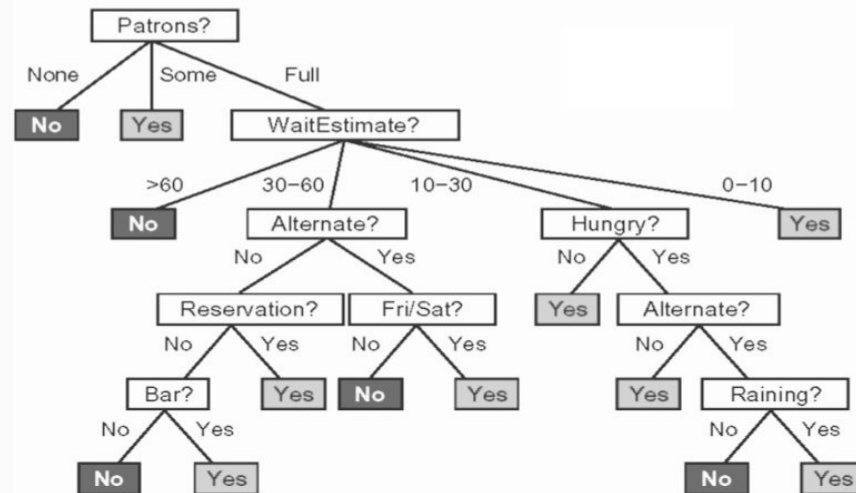 Patrons?
None Some Full
No Yes WaitEstimate?
>60 30–60 10–30 0–10
No Alternate? Hungry? Yes
No Yes No Yes
Reservation? Fri/Sat? Yes Alternate?
No Yes No Yes No Yes
Bar? Yes No Yes Yes Raining?
No Yes No Yes
No Yes No Yes